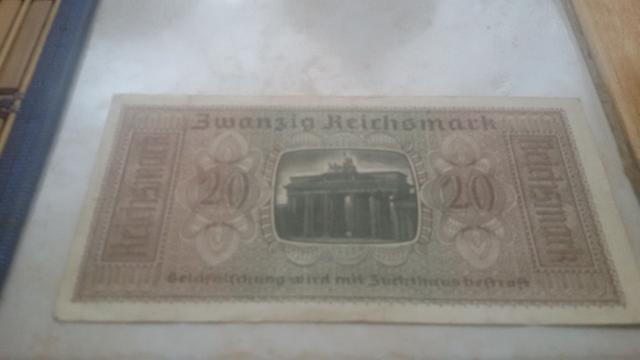 Zwanzig Reichsmark
Reichsmark
20
20
Reichsmark
Geldfälschung wird mit Zuchthaus bestraft